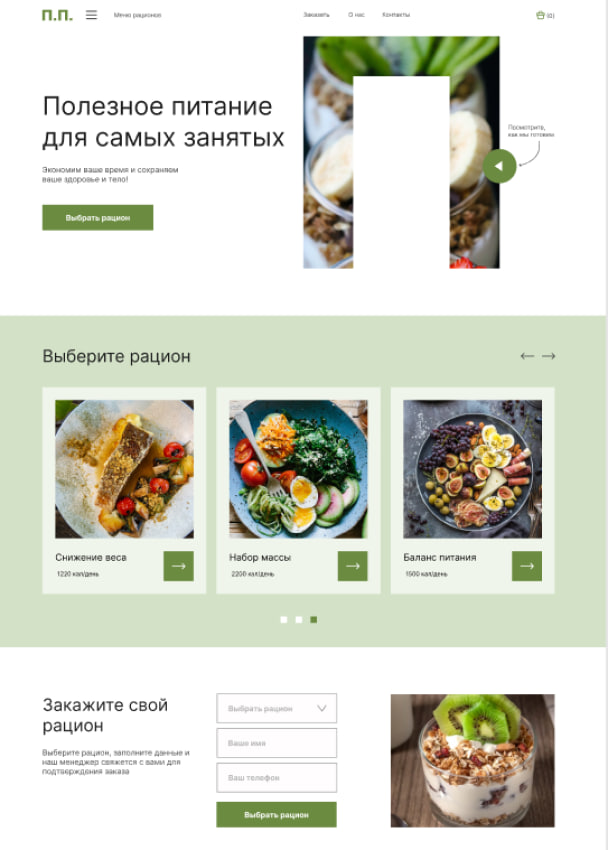 П.П.
Меню рационов
Заказать
О нас
Контакты
(0)
Полезное питание
для самых занятых
Экономим ваше время и сохраняем
ваше здоровье и тело!
Выбрать рацион
Посмотрите,
как мы готовим
Выберите рацион
Снижение веса
1220 кал/день
Набор массы
2200 кал/день
Баланс питания
1500 кал/день
Закажите свой
рацион
Выберите рацион, заполните данные и
наш менеджер свяжется с вами для
подтверждения заказа
Выбрать рацион
Ваше имя
Ваш телефон
Выбрать рацион